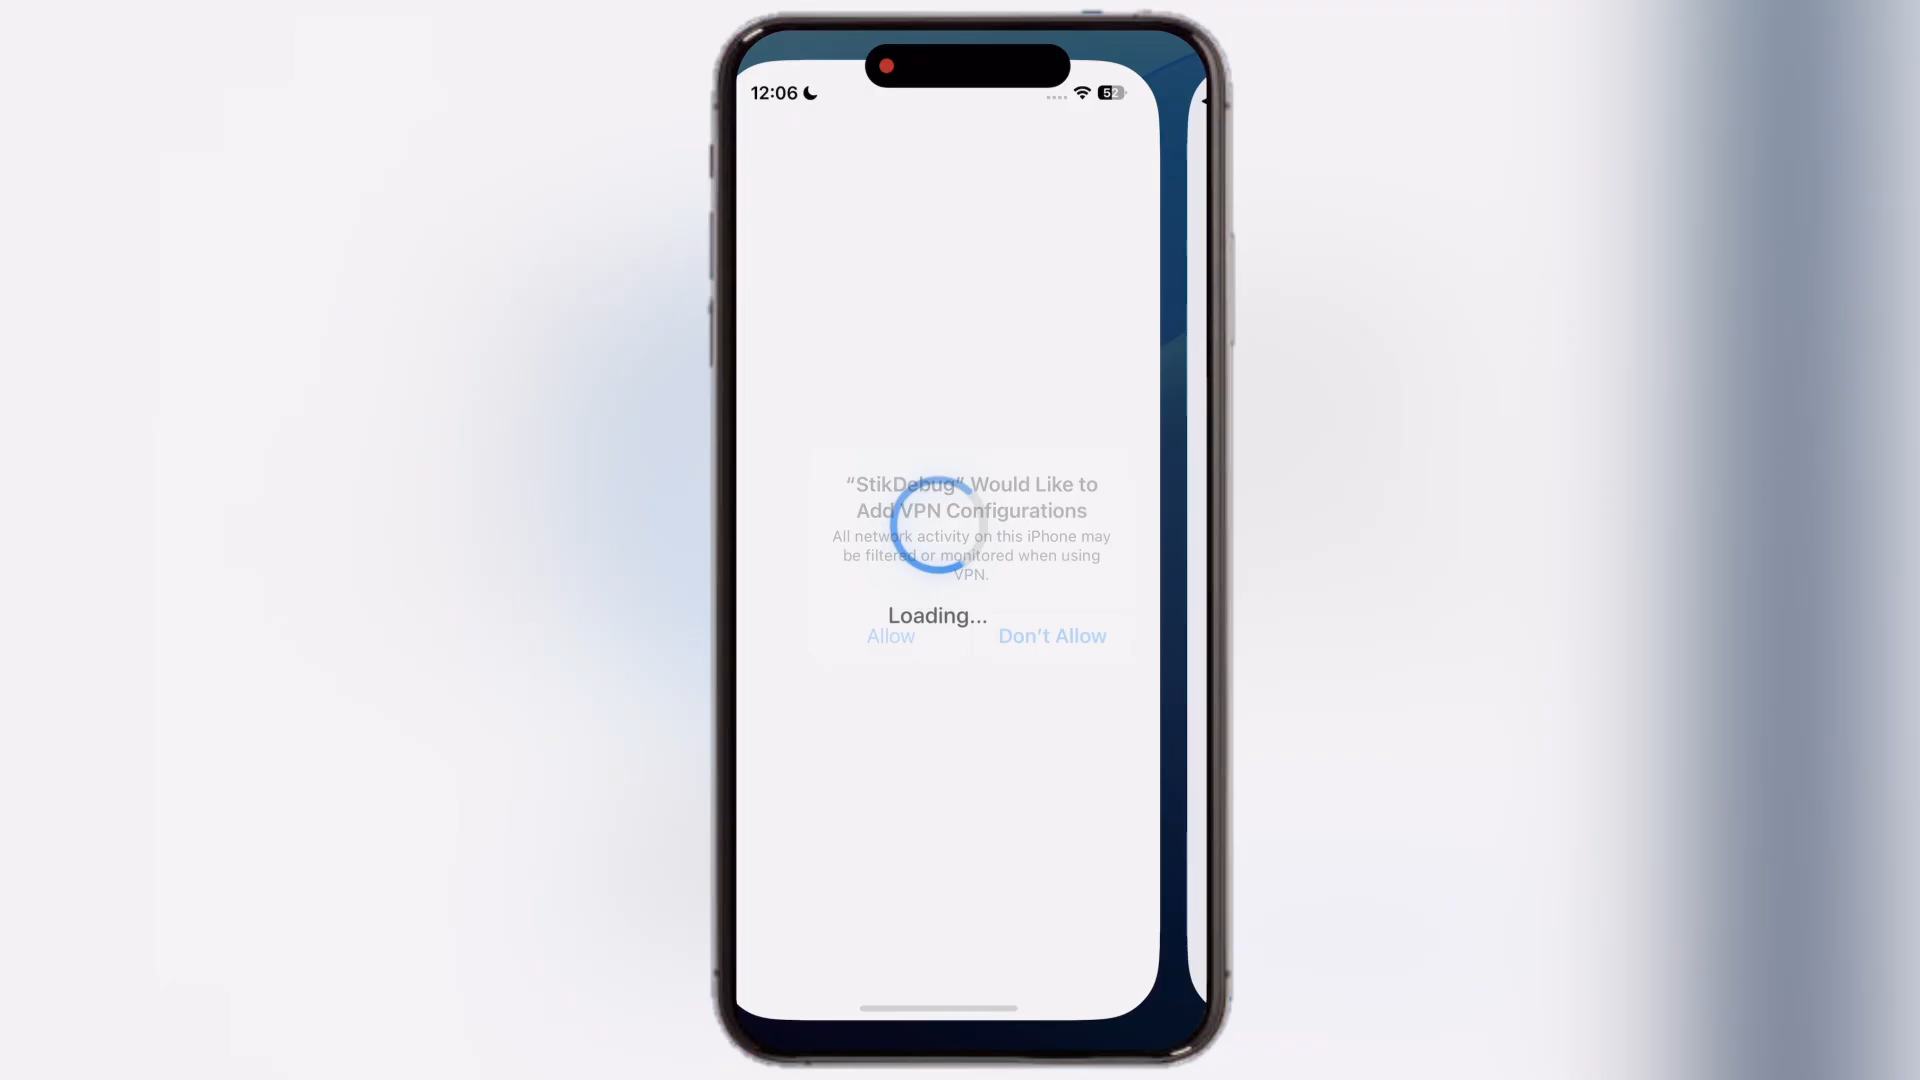 12:06
52
“StikDebug” Would Like to
Add VPN Configurations
All network activity on this iPhone may
be filtered or monitored when using
VPN.
Loading...
Allow
Don’t Allow